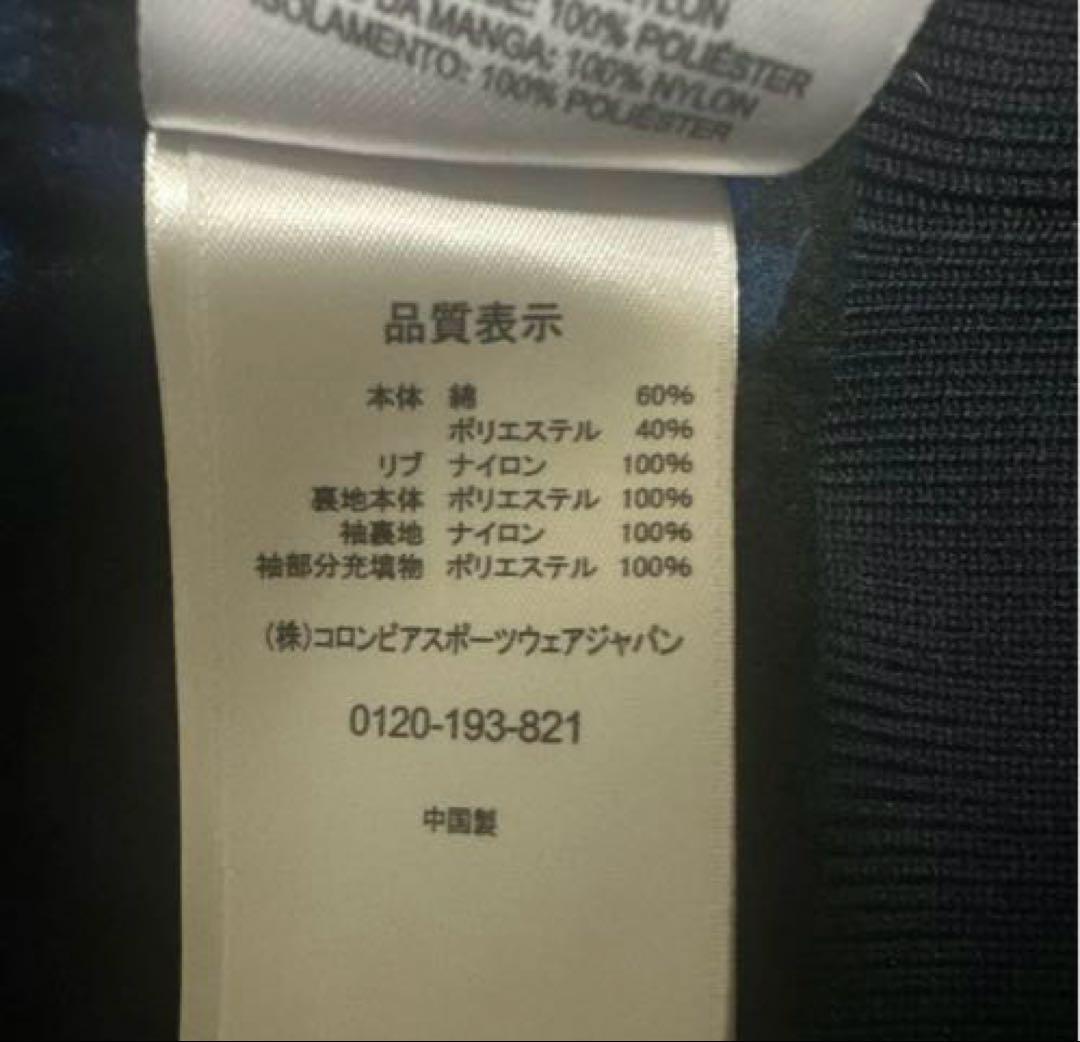 NYLON
100% POLIÉSTER
DA MANGA: 100% NYLON
ISOLAMENTO: 100% POLIÉSTER
品質表示
本体 綿 60%
ポリエステル 40%
リブ ナイロン 100%
裏地本体 ポリエステル 100%
袖裏地 ナイロン 100%
袖部分充填物 ポリエステル 100%
(株)コロンビアスポーツウェアジャパン
0120-193-821
中国製